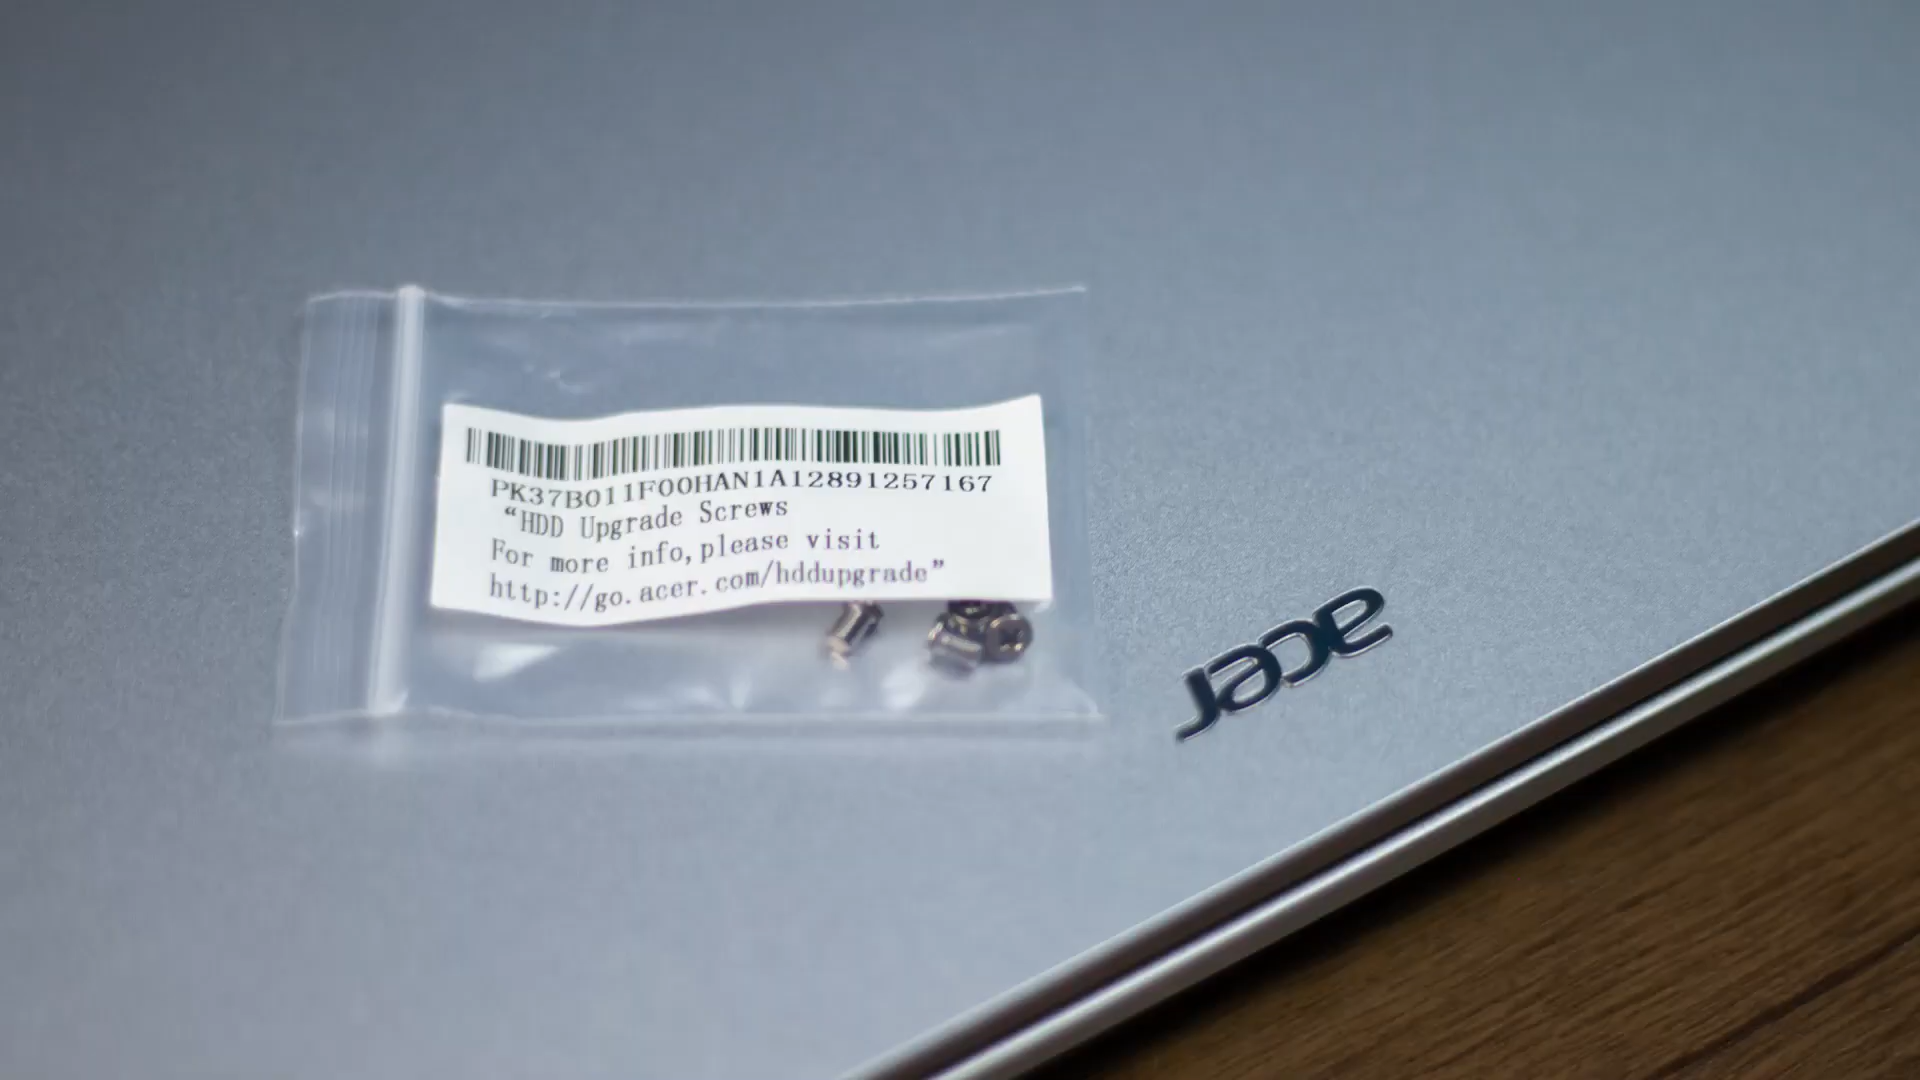 PK37B011F00HAN1A12891257167
“HDD Upgrade Screws
For more info,please visit
http://go.acer.com/hddupgrade”
acer